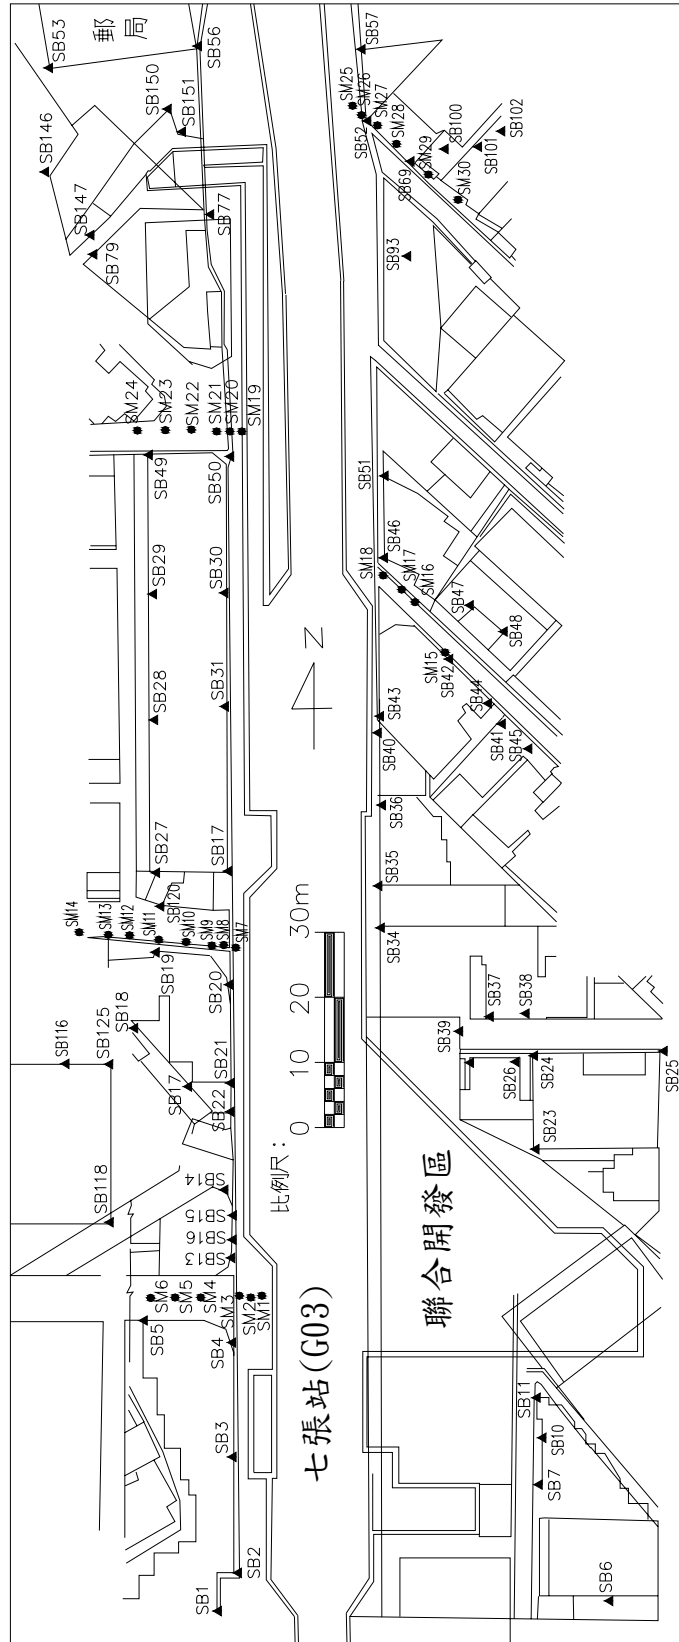 郵局
SB53
SB56
SB57
SB150
SB151
SB146
SM25
SM26
SM27
SM28
SB52
SB100
SB102
SB101
SM29
SB69
SM30
SB147
SB77
SB79
SB93
SM24
SM23
SM22
SM21
SM20
SM19
SB49
SB50
SB51
SB46
SM18
SM17
SM16
SB29
SB30
SB47
SB48
SM15
SB42
N
SB28
SB31
SB43
SB44
SB40
SB41
SB45
SB36
SB27
SB17
SB35
SB120
SM14
SM13
SM12
SM11
SM10
SM9
SM8
SM7
SB34
SB19
SB20
SB18
SB37
SB38
SB39
SB116
SB125
SB21
SB17
SB22
SB26
SB24
SB25
SB23
比例尺：
0 10 20 30m
SB118
SB14
SB15
SB16
SB13
SM6
SM5
SM4
SM3
SM2
SM1
SB5
SB4
SB3
七張站(G03)
聯合開發區
SB11
SB10
SB7
SB2
SB1
SB6